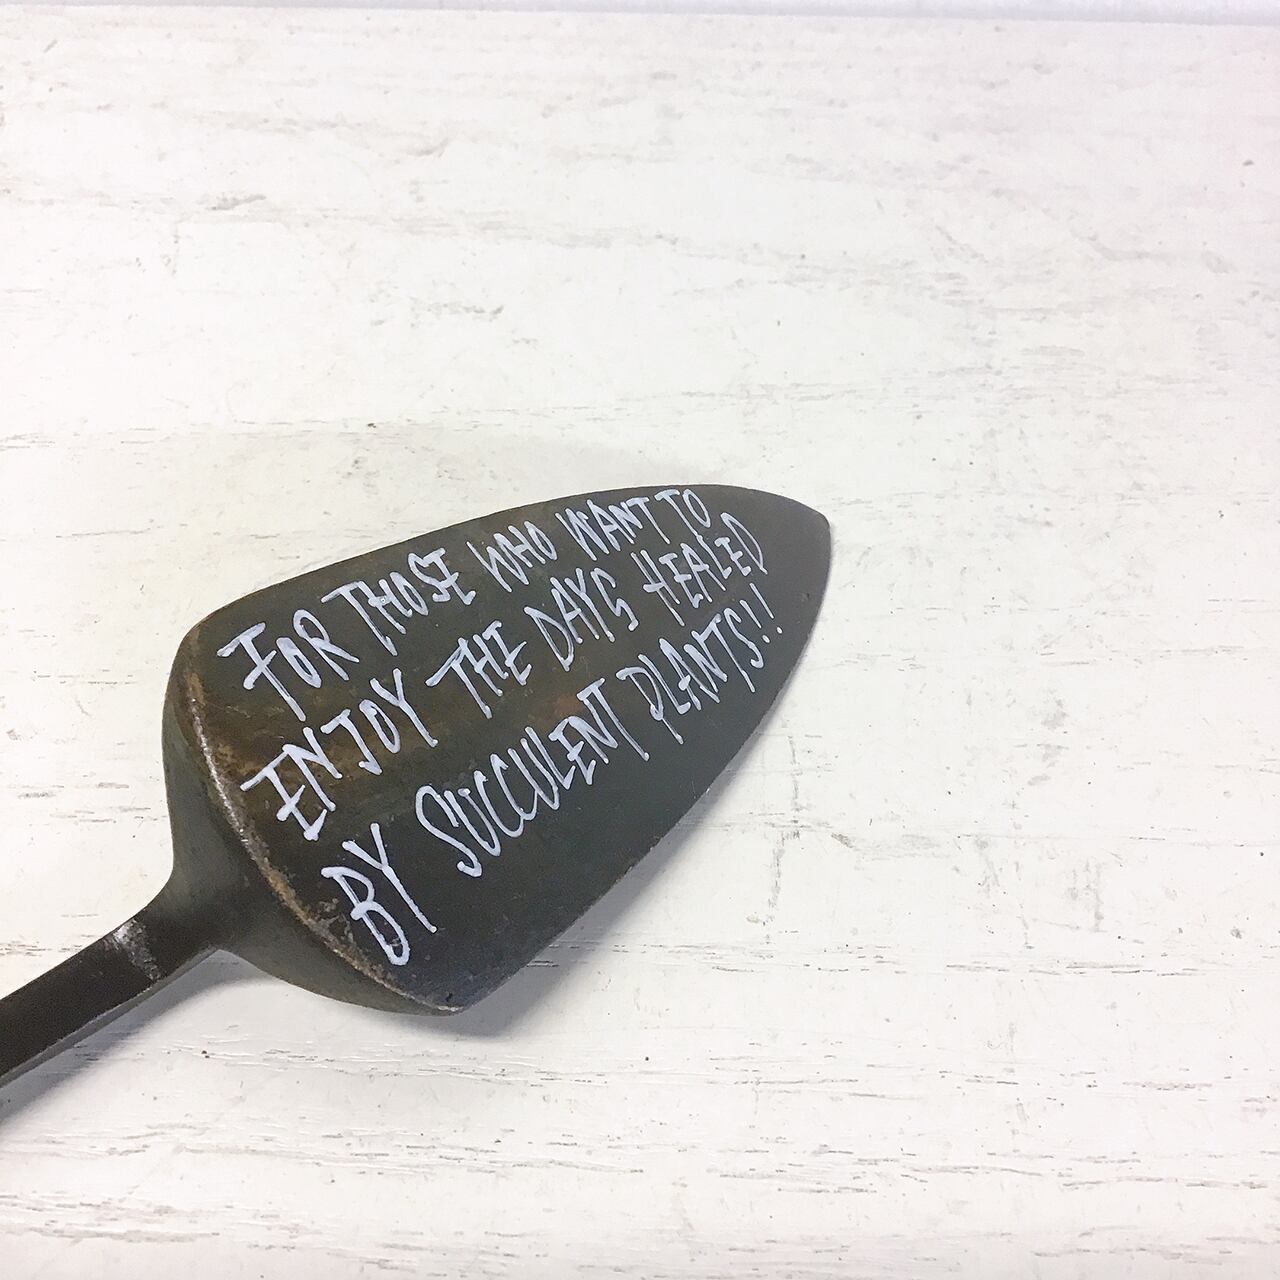 FOR THOSE WHO WANT TO
ENJOY THE DAYS HEALED
BY SUCCULENT PLANTS!!